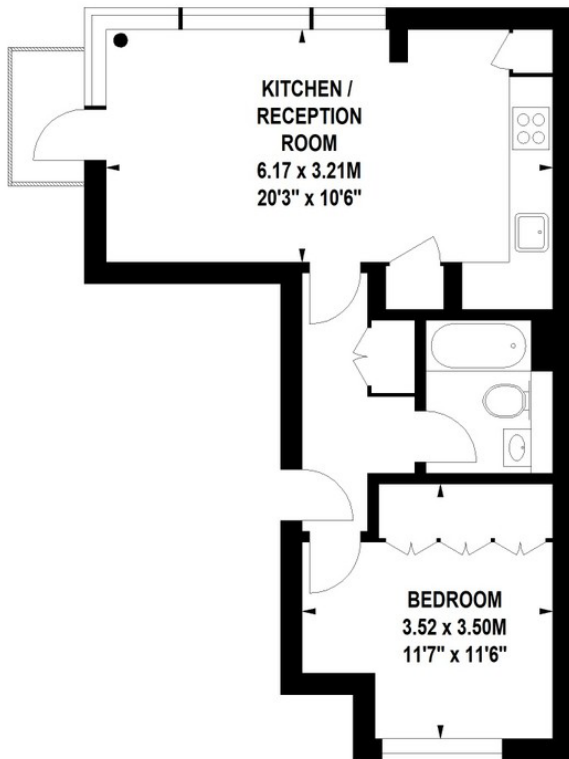 KITCHEN /
RECEPTION
ROOM
6.17 x 3.21M
20'3" x 10'6"
BEDROOM
3.52 x 3.50M
11'7" x 11'6"